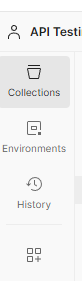 API Testi
Collections
Environments
History